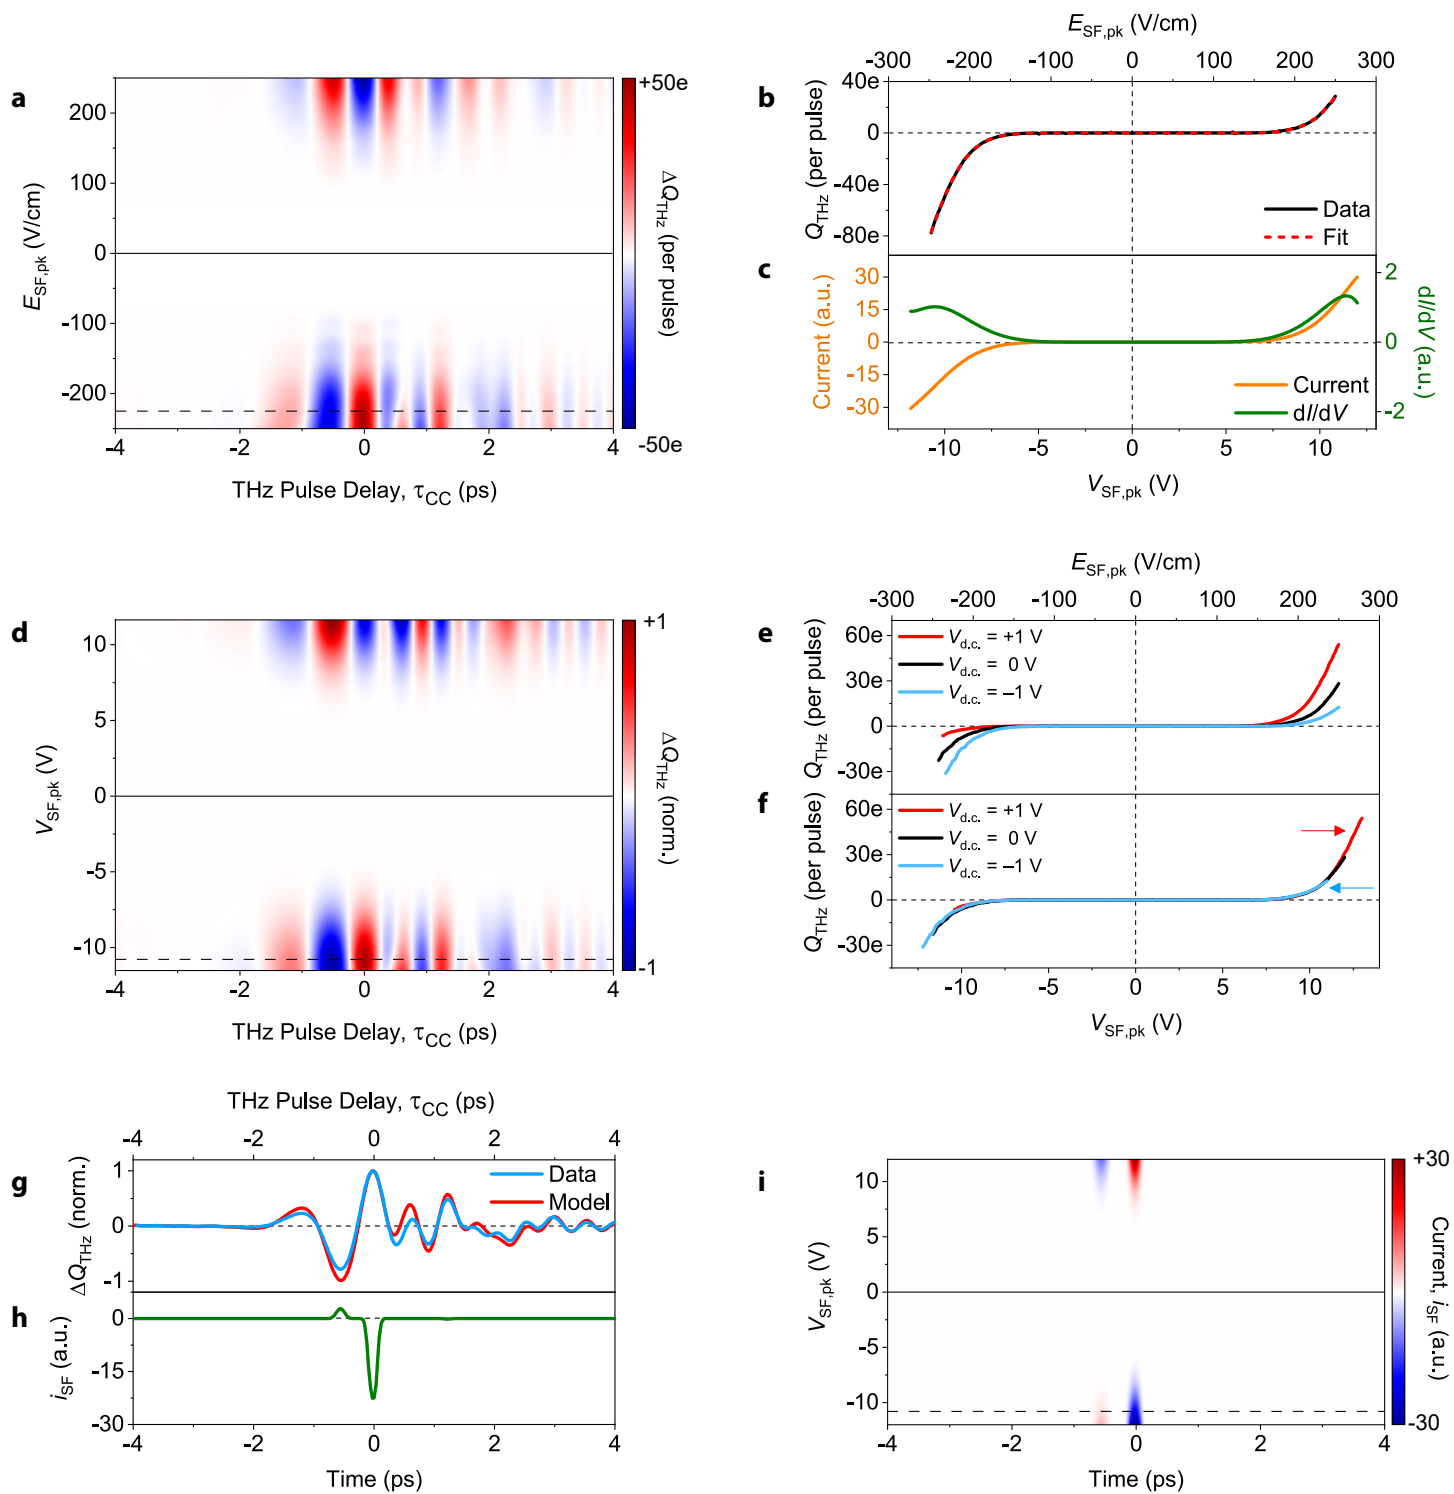 a
+50e
200
100
0
-100
-200
E_SF,pk (V/cm)
-4
-2
0
2
4
THz Pulse Delay, τ_CC (ps)
ΔQ_THz (per pulse)
-50e
E_SF,pk (V/cm)
-300
-200
-100
0
100
200
300
b
40e
0
-40e
-80e
Q_THz (per pulse)
Data
Fit
c
30
15
0
-15
-30
Current (a.u.)
Current
dI/dV
2
0
-2
dI/dV (a.u.)
-10
-5
0
5
10
V_SF,pk (V)
d
+1
10
5
0
-5
-10
V_SF,pk (V)
-4
-2
0
2
4
THz Pulse Delay, τ_CC (ps)
ΔQ_THz (norm.)
-1
E_SF,pk (V/cm)
-300
-200
-100
0
100
200
300
e
60e
30e
0
-30e
Q_THz (per pulse)
V_d.c. = +1 V
V_d.c. = 0 V
V_d.c. = –1 V
f
60e
30e
0
-30e
Q_THz (per pulse)
V_d.c. = +1 V
V_d.c. = 0 V
V_d.c. = –1 V
-10
-5
0
5
10
V_SF,pk (V)
THz Pulse Delay, τ_CC (ps)
-4
-2
0
2
4
g
1
0
-1
ΔQ_THz (norm.)
Data
Model
h
0
-15
-30
i_SF (a.u.)
-4
-2
0
2
4
Time (ps)
i
+30
10
5
0
-5
-10
V_SF,pk (V)
-4
-2
0
2
4
Time (ps)
Current, i_SF (a.u.)
-30